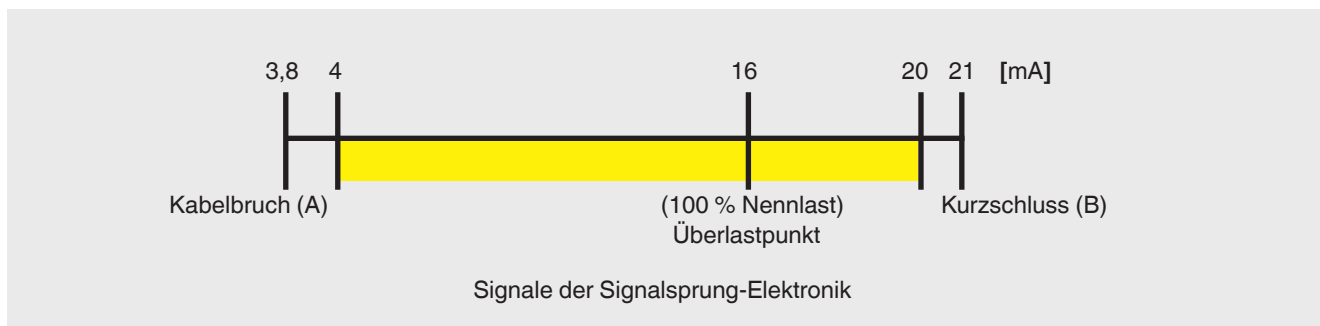 3,8 4 16 20 21 [mA]
Kabelbruch (A) (100 % Nennlast) Kurzschluss (B)
Überlastpunkt
Signale der Signalsprung-Elektronik